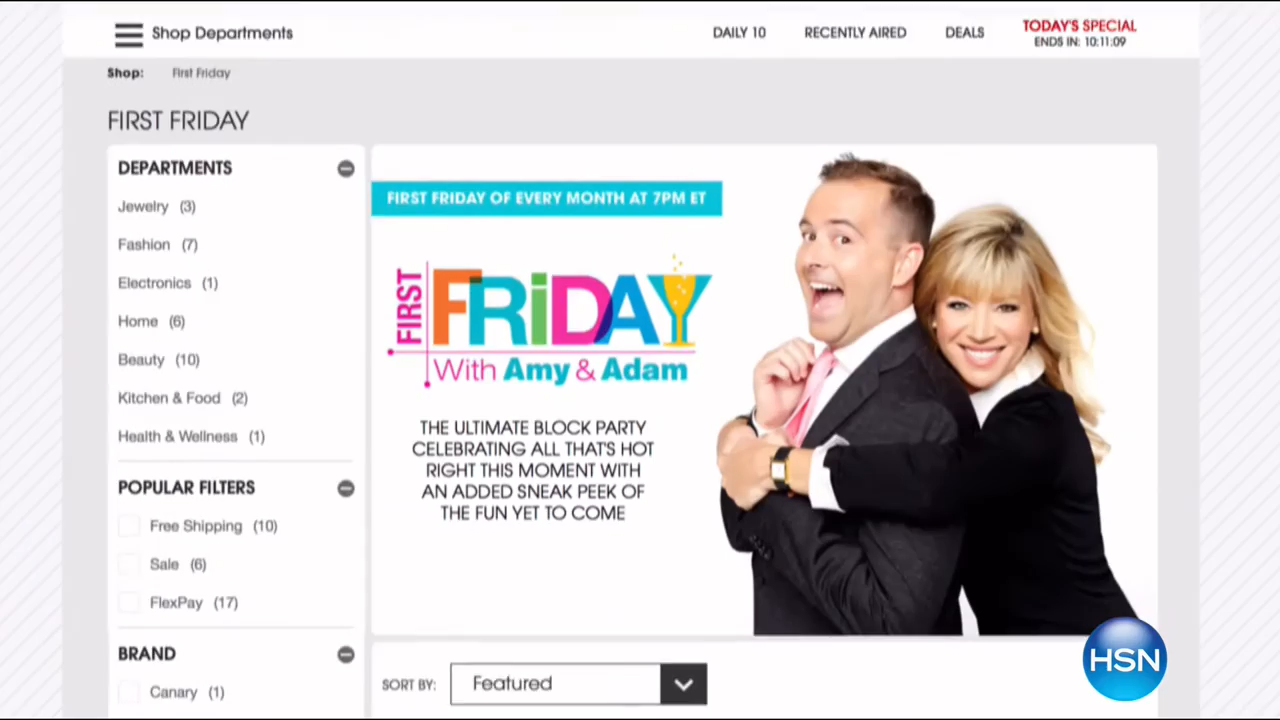 Shop Departments
DAILY 10
RECENTLY AIRED
DEALS
TODAY'S SPECIAL
ENDS IN: 10:11:09
Shop: First Friday
FIRST FRIDAY
DEPARTMENTS
Jewelry (3)
Fashion (7)
Electronics (1)
Home (6)
Beauty (10)
Kitchen & Food (2)
Health & Wellness (1)
POPULAR FILTERS
Free Shipping (10)
Sale (6)
FlexPay (17)
BRAND
Canary (1)
FIRST FRIDAY OF EVERY MONTH AT 7PM ET
FIRST FRiDAY
With Amy & Adam
THE ULTIMATE BLOCK PARTY
CELEBRATING ALL THAT'S HOT
RIGHT THIS MOMENT WITH
AN ADDED SNEAK PEEK OF
THE FUN YET TO COME
SORT BY: Featured
HSN